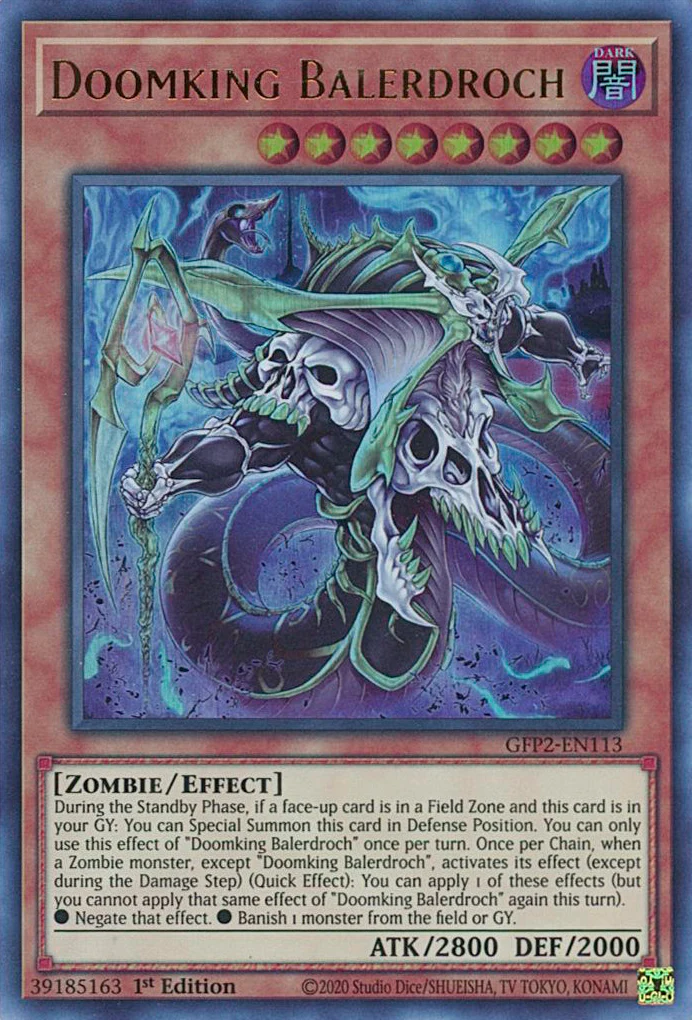 DOOMKING BALERDROCH
DARK
闇
GFP2-EN113
[ZOMBIE/EFFECT]
During the Standby Phase, if a face-up card is in a Field Zone and this card is in
your GY: You can Special Summon this card in Defense Position. You can only
use this effect of "Doomking Balerdroch" once per turn. Once per Chain, when
a Zombie monster, except "Doomking Balerdroch", activates its effect (except
during the Damage Step) (Quick Effect): You can apply 1 of these effects (but
you cannot apply that same effect of "Doomking Balerdroch" again this turn).
● Negate that effect. ● Banish 1 monster from the field or GY.
ATK/2800 DEF/2000
39185163 1st Edition ©2020 Studio Dice/SHUEISHA, TV TOKYO, KONAMI